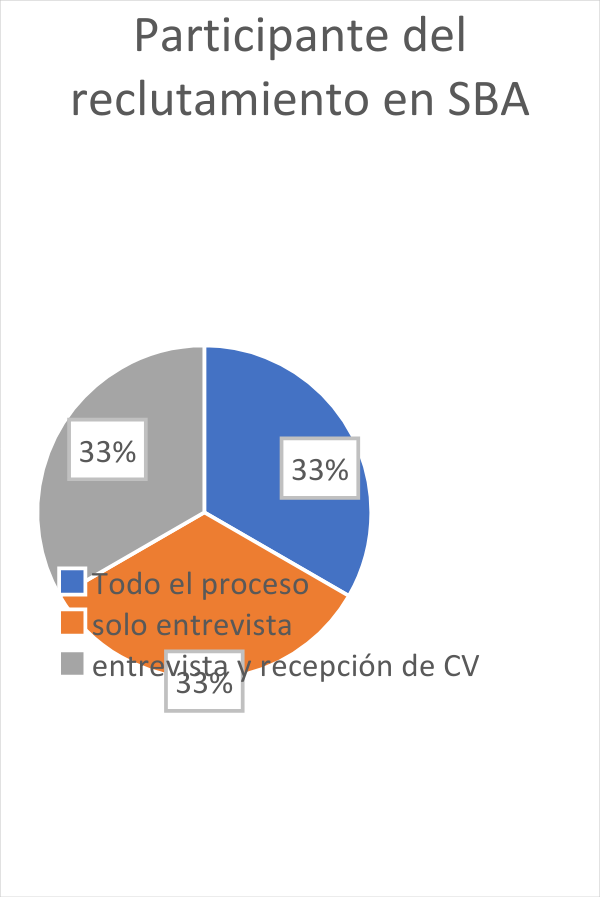 Participante del
reclutamiento en SBA
33%
33%
Todo el proceso
solo entrevista
entrevista y recepción de CV
33%